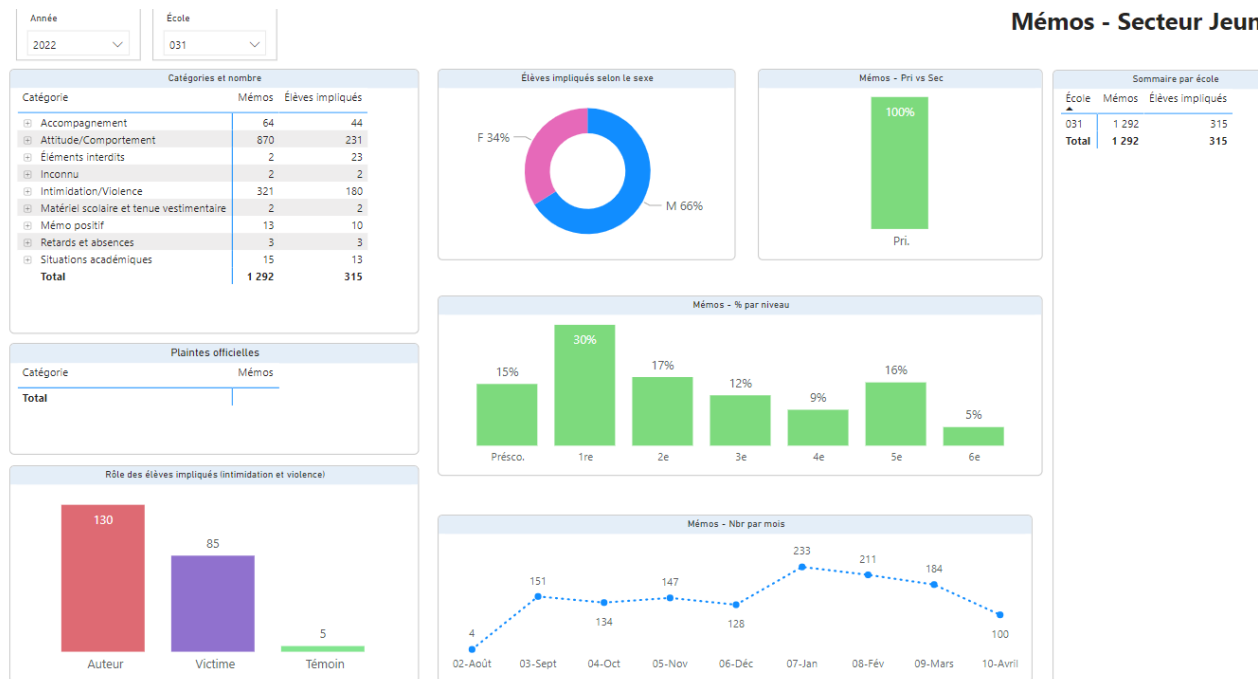 Année
2022
École
031
Mémos - Secteur Jeun
Catégories et nombre
Catégorie Mémos Élèves impliqués
Accompagnement 64 44
Attitude/Comportement 870 231
Éléments interdits 2 23
Inconnu 2 2
Intimidation/Violence 321 180
Matériel scolaire et tenue vestimentaire 2 2
Mémo positif 13 10
Retards et absences 3 3
Situations académiques 15 13
Total 1 292 315
Plaintes officielles
Catégorie Mémos
Total
Rôle des élèves impliqués (intimidation et violence)
130
85
5
Auteur Victime Témoin
Élèves impliqués selon le sexe
F 34%
M 66%
Mémos - Pri vs Sec
100%
Pri.
Mémos - % par niveau
15% 30% 17% 12% 9% 16% 5%
Présco. 1re 2e 3e 4e 5e 6e
Mémos - Nbr par mois
4 151 134 147 128 233 211 184 100
02-Août 03-Sept 04-Oct 05-Nov 06-Déc 07-Jan 08-Fév 09-Mars 10-Avril
Sommaire par école
École Mémos Élèves impliqués
031 1 292 315
Total 1 292 315